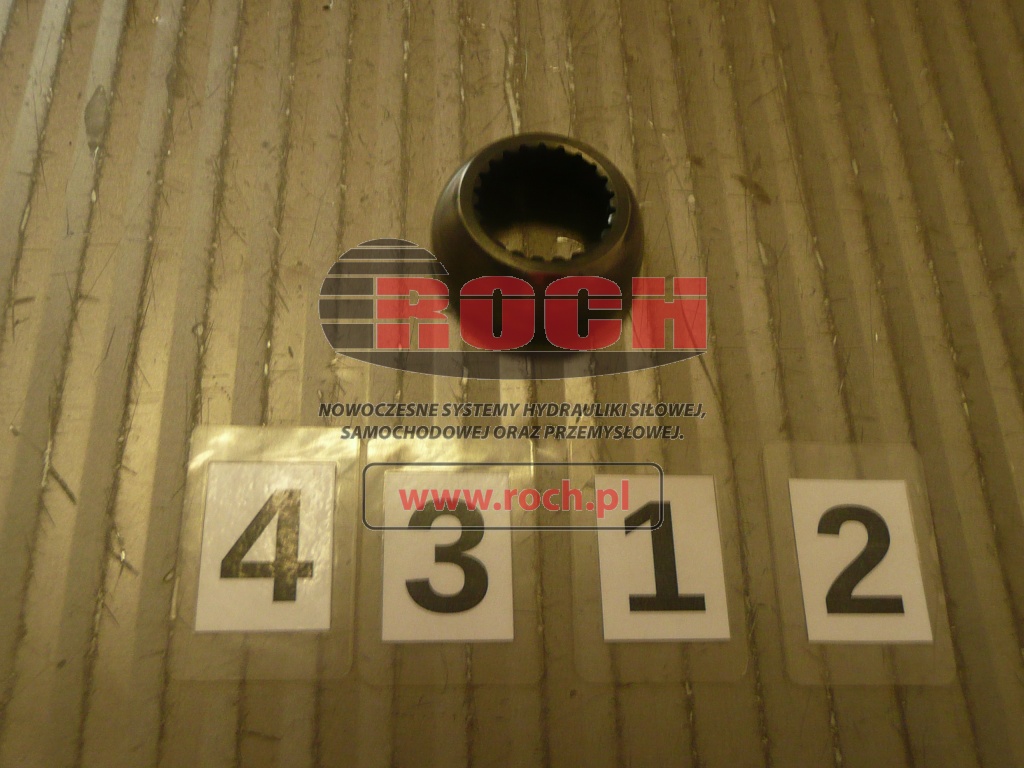 ROCH
NOWOCZESNE SYSTEMY HYDRAULIKI SIŁOWEJ,
SAMOCHODOWEJ ORAZ PRZEMYSŁOWEJ.
www.roch.pl
4 3 1 2